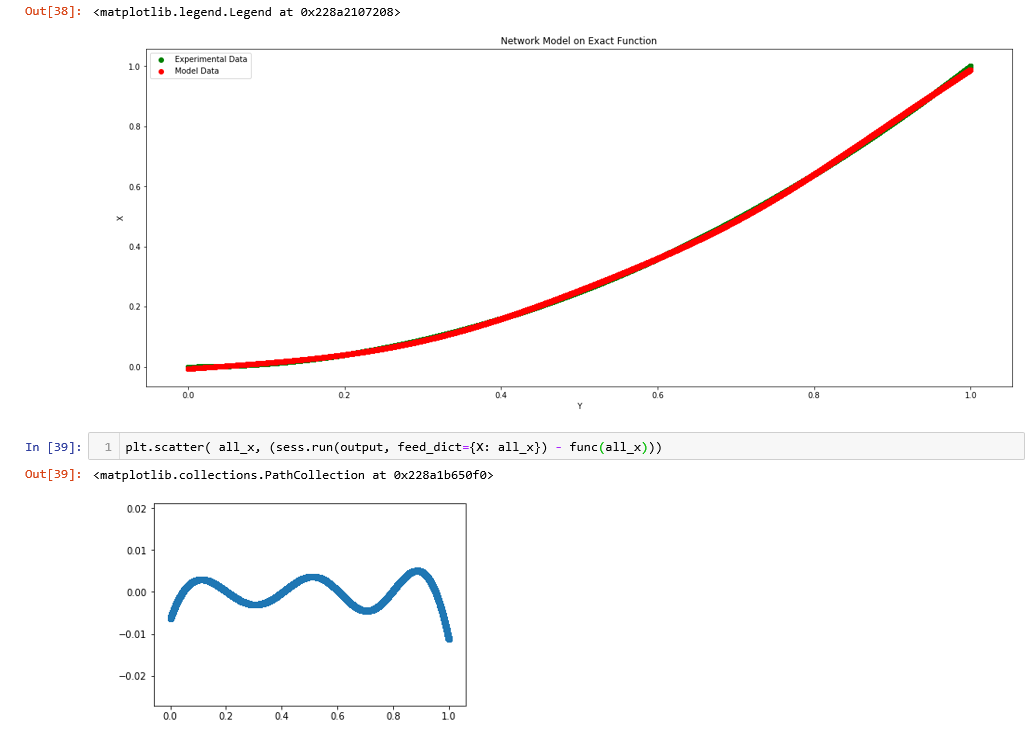 Out[38]: <matplotlib.legend.Legend at 0x228a2107208>
Network Model on Exact Function
Experimental Data
Model Data
1.0
0.8
0.6
X
0.4
0.2
0.0
0.0 0.2 0.4 0.6 0.8 1.0
Y
In [39]: 1 plt.scatter( all_x, (sess.run(output, feed_dict={X: all_x}) - func(all_x)))
Out[39]: <matplotlib.collections.PathCollection at 0x228a1b650f0>
0.02
0.01
0.00
−0.01
−0.02
0.0 0.2 0.4 0.6 0.8 1.0